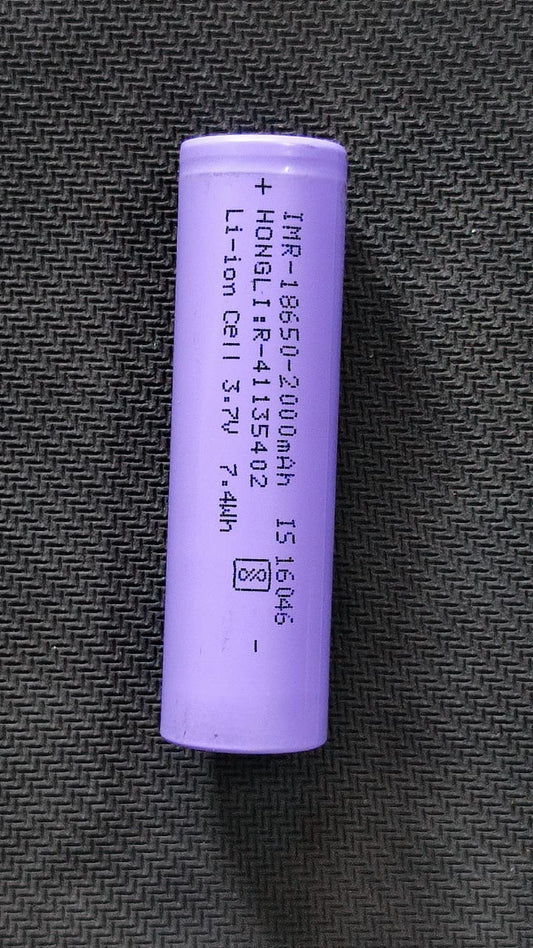 +
IMR-18650-2000mAh IS 16046
HONGLI:R-41135402
Li-ion Cell 3.7V 7.4Wh
-